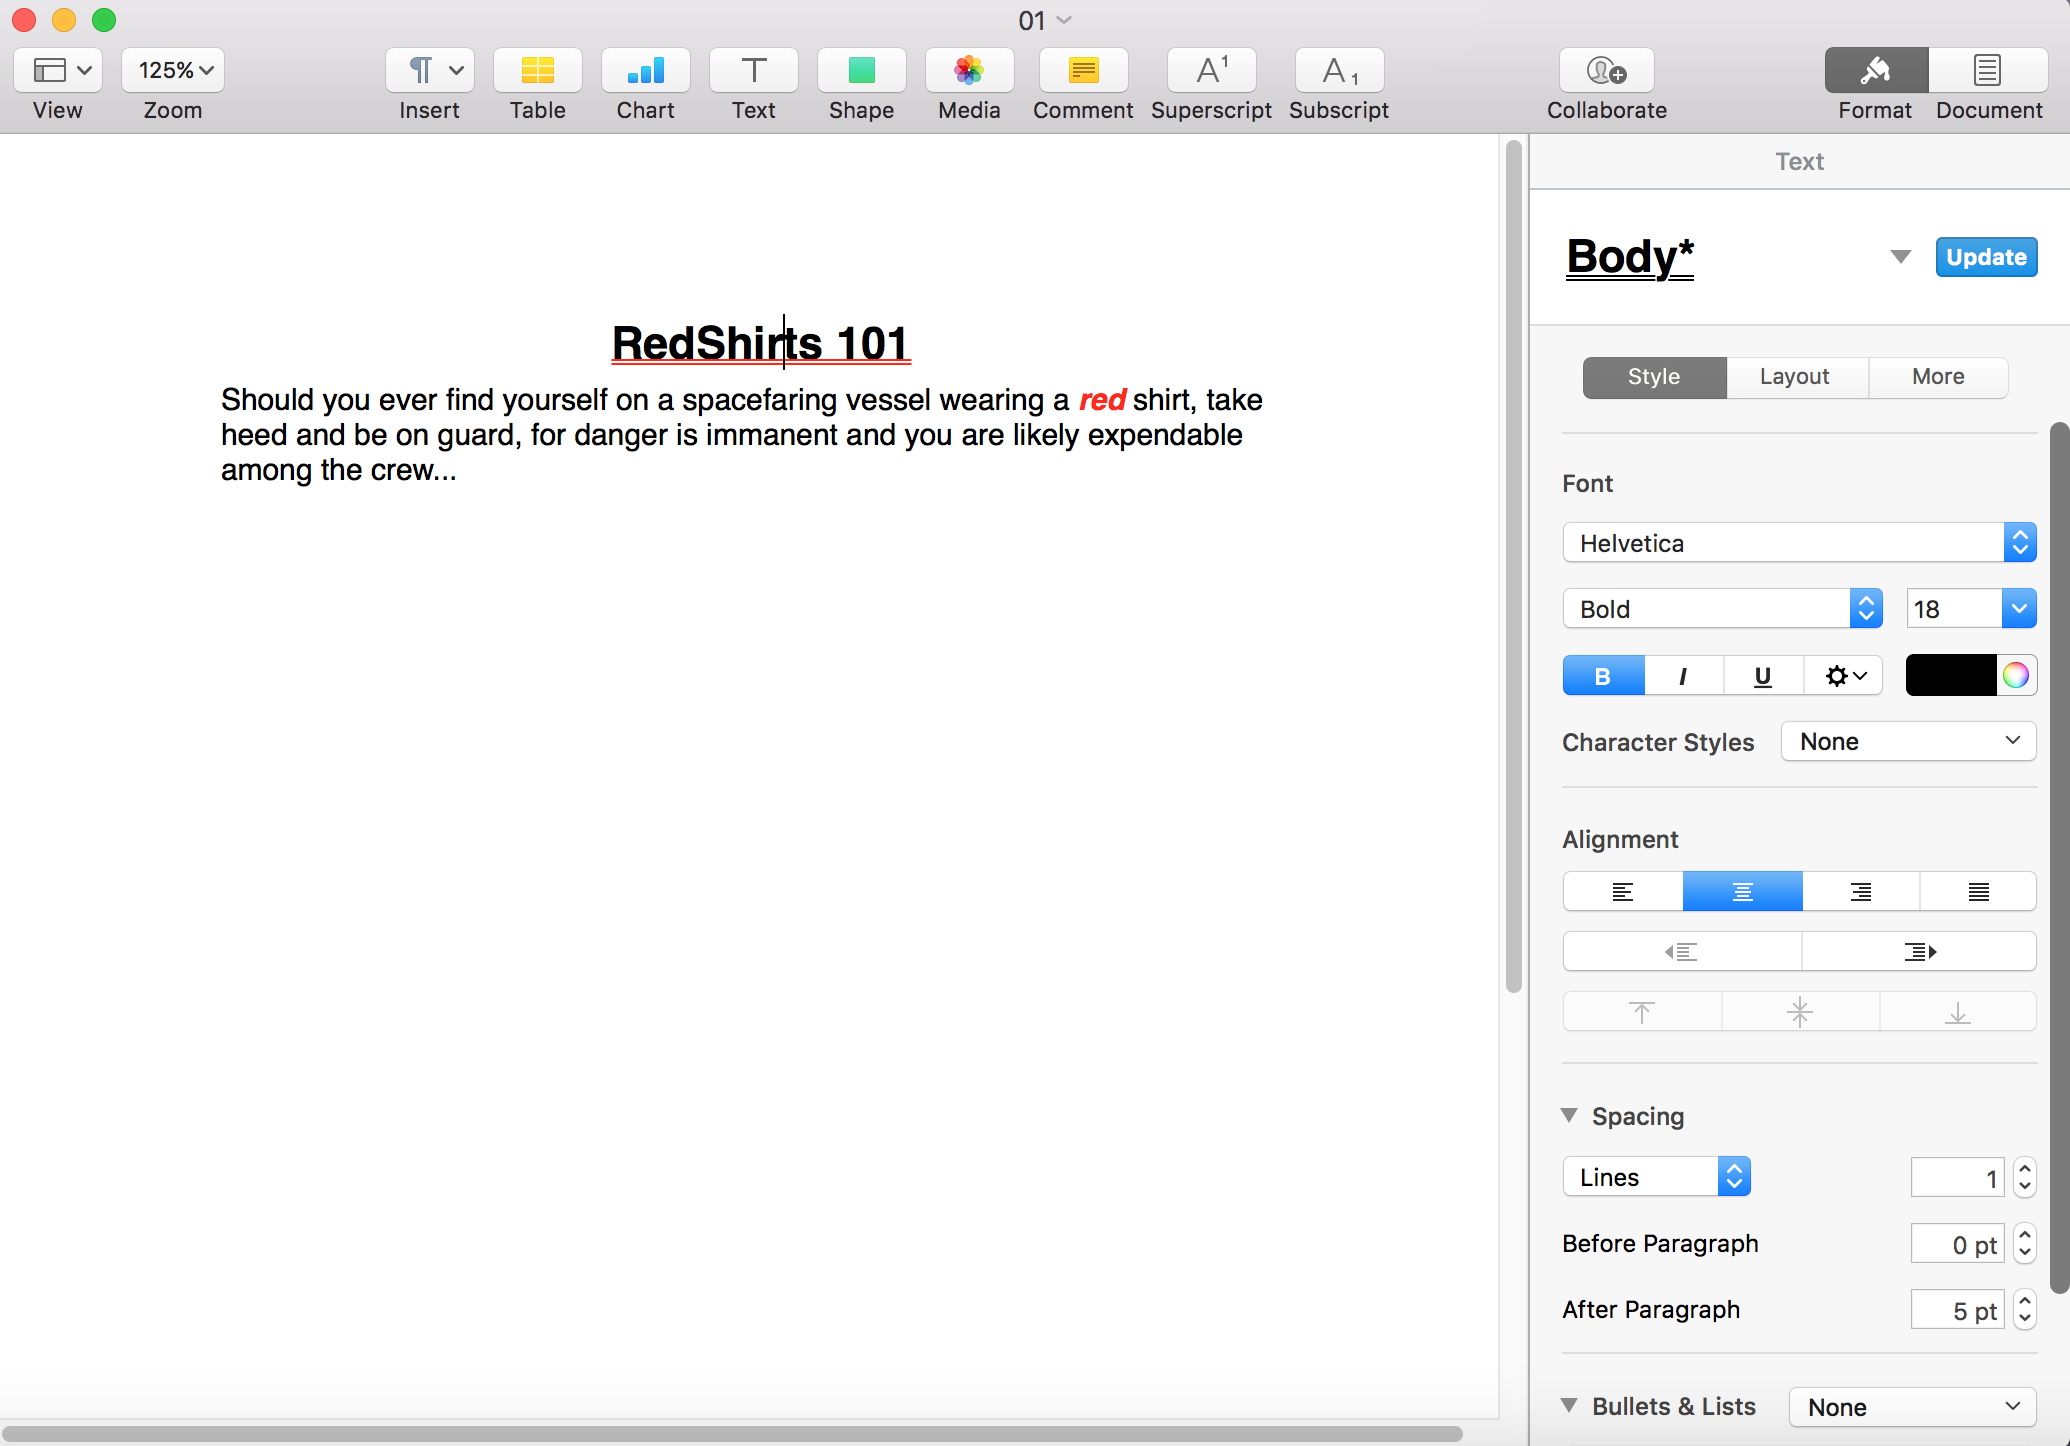 01
125%
View
Zoom
Insert
Table
Chart
Text
Shape
Media
Comment
Superscript
Subscript
Collaborate
Format
Document
RedShirts 101
Should you ever find yourself on a spacefaring vessel wearing a red shirt, take
heed and be on guard, for danger is immanent and you are likely expendable
among the crew...
Text
Body*
Update
Style
Layout
More
Font
Helvetica
Bold
18
B
I
U
Character Styles
None
Alignment
Spacing
Lines
1
Before Paragraph
0 pt
After Paragraph
5 pt
Bullets & Lists
None